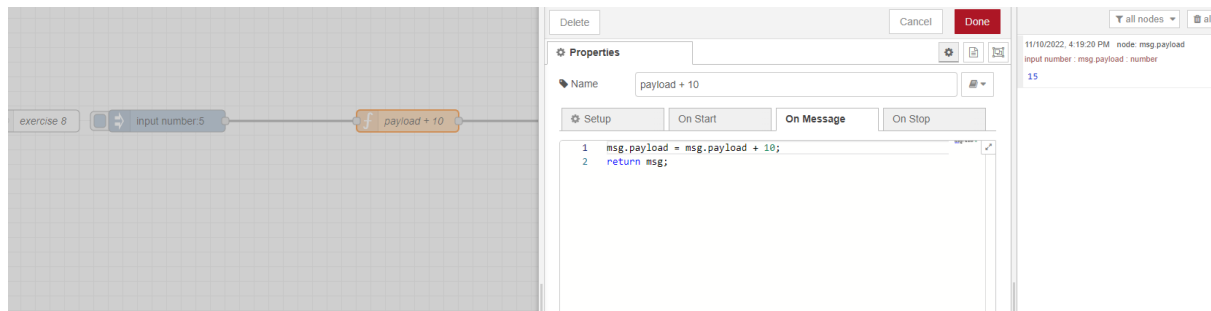 exercise 8
input number:5
payload + 10
Delete
Cancel
Done
Properties
Name
payload + 10
Setup
On Start
On Message
On Stop
1 msg.payload = msg.payload + 10;
2 return msg;
all nodes
al
11/10/2022, 4:19:20 PM node: msg.payload
input number : msg.payload : number
15